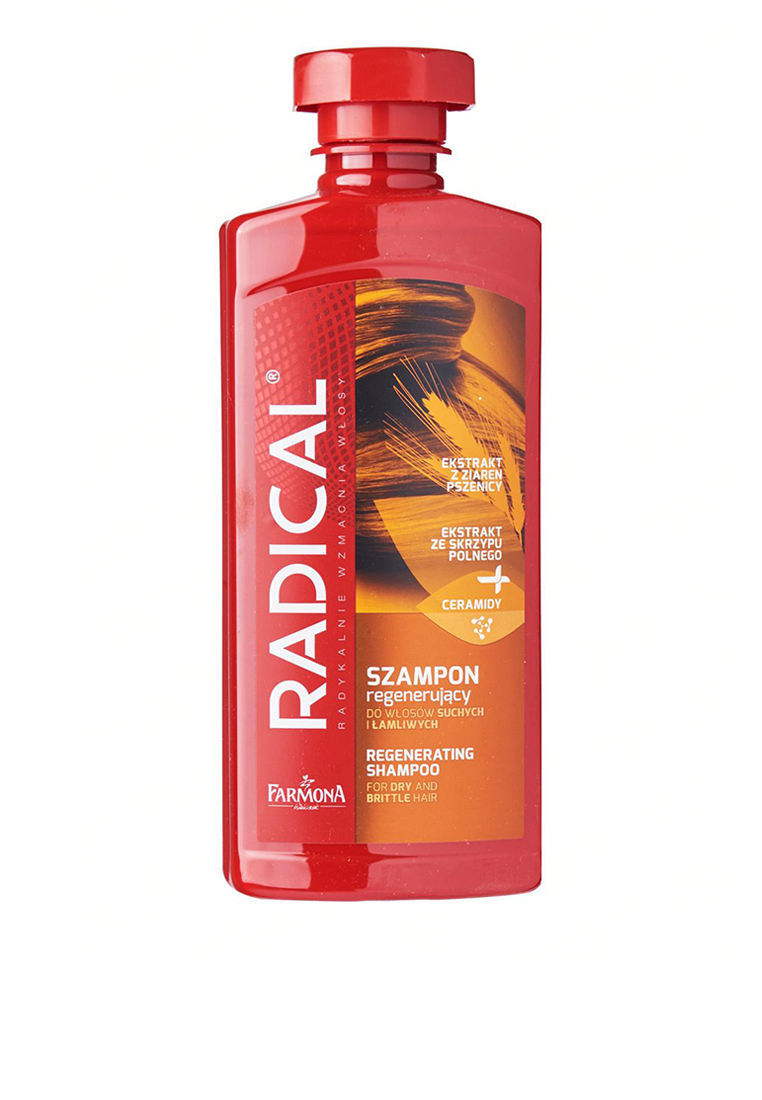 RADICAL®
RADYKALNIE WZMACNIA WŁOSY
EKSTRAKT
Z ZIAREN
PSZENICY
EKSTRAKT
ZE SKRZYPU
POLNEGO
+
CERAMIDY
SZAMPON
regenerujący
DO WŁOSÓW SUCHYCH
I ŁAMLIWYCH
REGENERATING
SHAMPOO
FOR DRY AND
BRITTLE HAIR
FARMONA